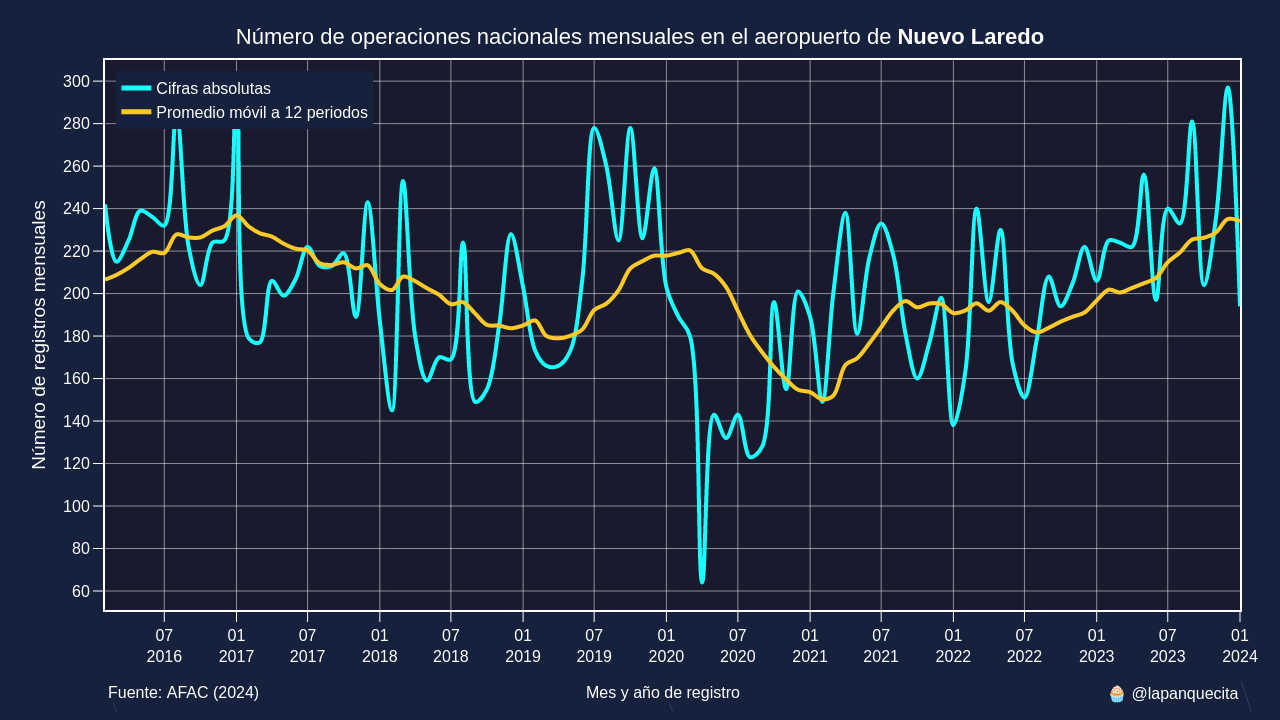 Número de operaciones nacionales mensuales en el aeropuerto de Nuevo Laredo
Cifras absolutas
Promedio móvil a 12 periodos
Número de registros mensuales
300
280
260
240
220
200
180
160
140
120
100
80
60
07 01 07 01 07 01 07 01 07 01 07 01 07 01 07 01
2016 2017 2017 2018 2018 2019 2019 2020 2020 2021 2021 2022 2022 2023 2023 2024
Fuente: AFAC (2024)
Mes y año de registro
🧁 @lapanquecita